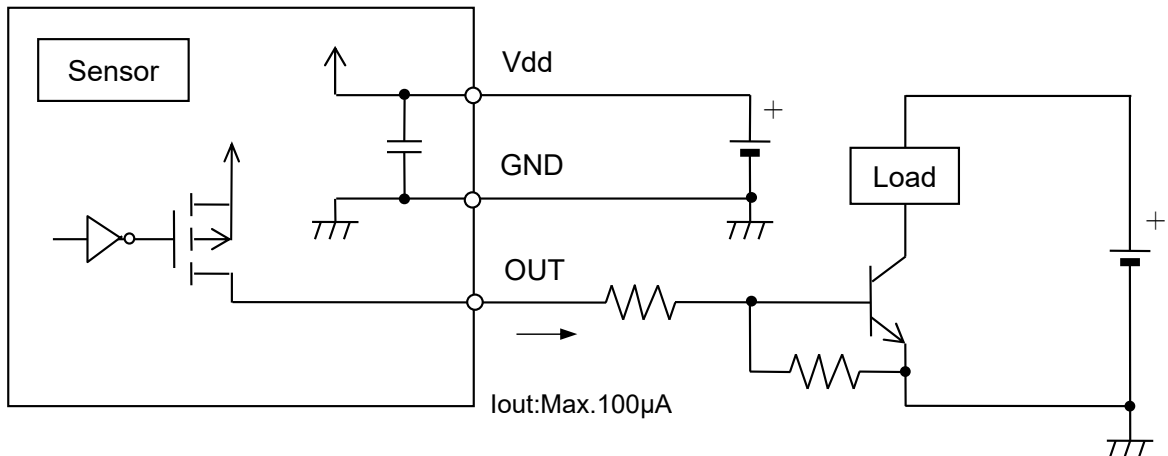 Sensor
Vdd
+
GND
Load
+
OUT
Iout:Max.100μA